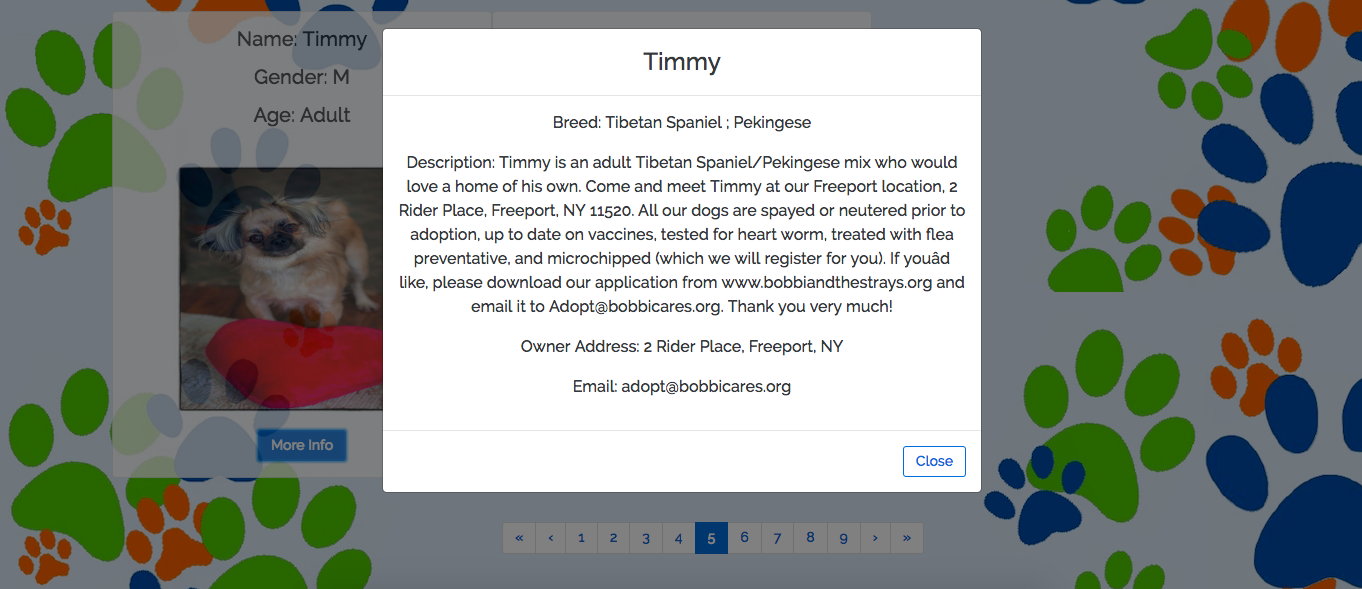 Name: Timmy
Gender: M
Age: Adult
More Info
Timmy
Breed: Tibetan Spaniel ; Pekingese
Description: Timmy is an adult Tibetan Spaniel/Pekingese mix who would
love a home of his own. Come and meet Timmy at our Freeport location, 2
Rider Place, Freeport, NY 11520. All our dogs are spayed or neutered prior to
adoption, up to date on vaccines, tested for heart worm, treated with flea
preventative, and microchipped (which we will register for you). If youâd
like, please download our application from www.bobbiandthestrays.org and
email it to Adopt@bobbicares.org. Thank you very much!
Owner Address: 2 Rider Place, Freeport, NY
Email: adopt@bobbicares.org
Close
« ‹ 1 2 3 4 5 6 7 8 9 › »